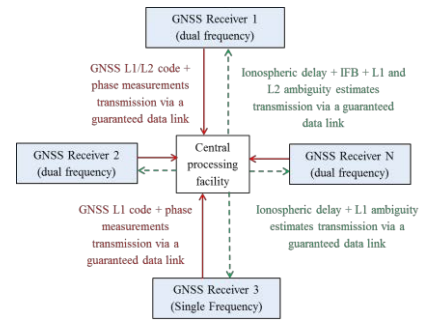 GNSS Receiver 1
(dual frequency)
GNSS L1/L2 code +
phase measurements
transmission via a
guaranteed data link
Ionospheric delay + IFB + L1 and
L2 ambiguity estimates
transmission via a guaranteed
data link
GNSS Receiver 2
(dual frequency)
Central
processing
facility
GNSS Receiver N
(dual frequency)
GNSS L1 code + phase
measurements
transmission via a
guaranteed data link
Ionospheric delay + L1 ambiguity
estimates transmission via a
guaranteed data link
GNSS Receiver 3
(Single Frequency)